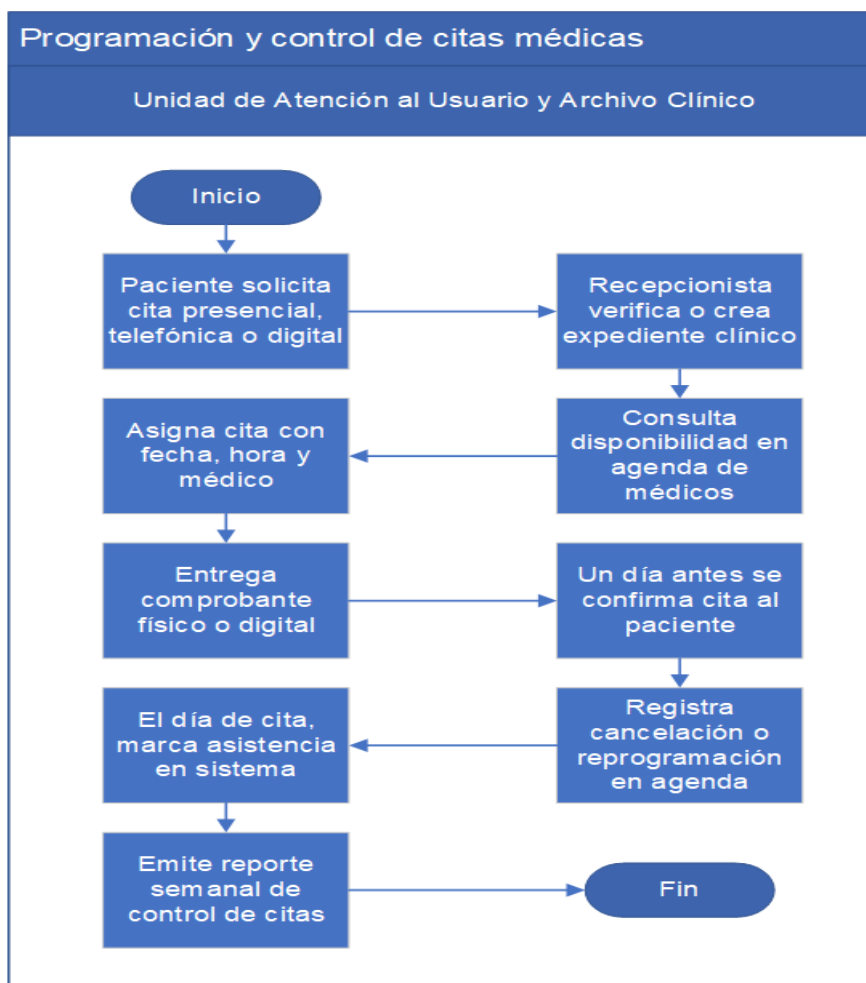 Programación y control de citas médicas
Unidad de Atención al Usuario y Archivo Clínico
Inicio
Paciente solicita
cita presencial,
telefónica o digital
Recepcionista
verifica o crea
expediente clínico
Consulta
disponibilidad en
agenda de
médicos
Asigna cita con
fecha, hora y
médico
Entrega
comprobante
físico o digital
Un día antes se
confirma cita al
paciente
Registra
cancelación o
reprogramación
en agenda
El día de cita,
marca asistencia
en sistema
Emite reporte
semanal de
control de citas
Fin